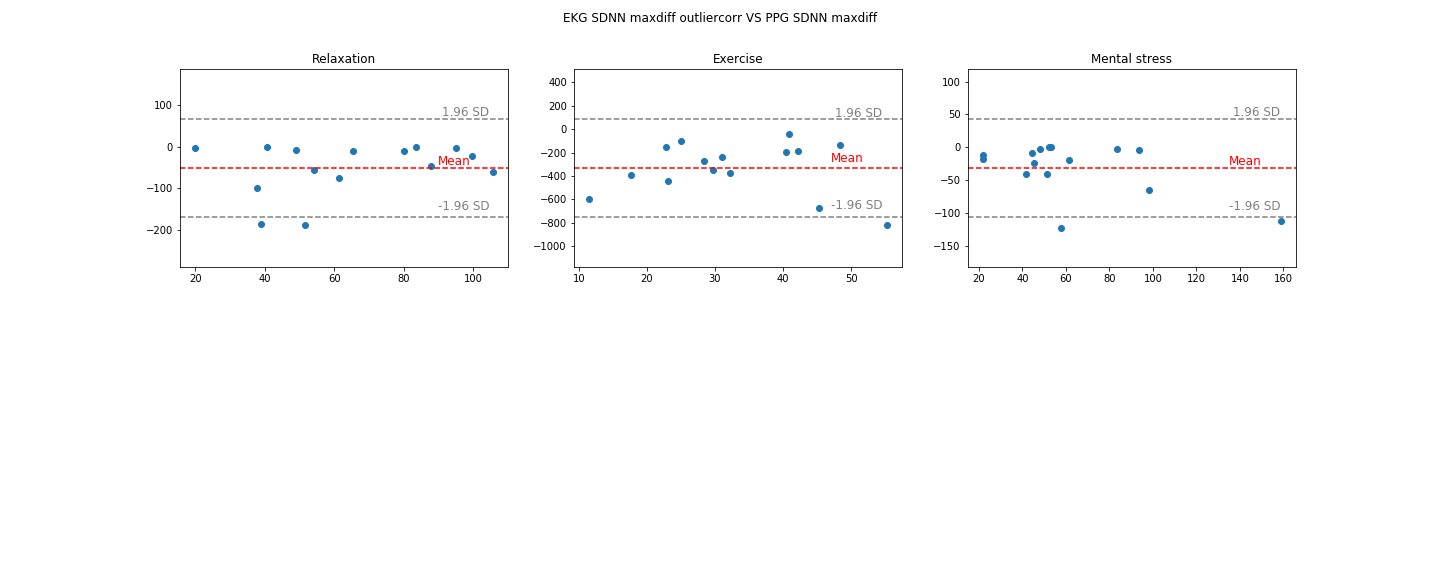 EKG SDNN maxdiff outliercorr VS PPG SDNN maxdiff
Relaxation
100
0
−100
−200
20
40
60
80
100
1.96 SD
Mean
-1.96 SD
Exercise
400
200
0
−200
−400
−600
−800
−1000
10
20
30
40
50
1.96 SD
Mean
-1.96 SD
Mental stress
100
50
0
−50
−100
−150
20
40
60
80
100
120
140
160
1.96 SD
Mean
-1.96 SD